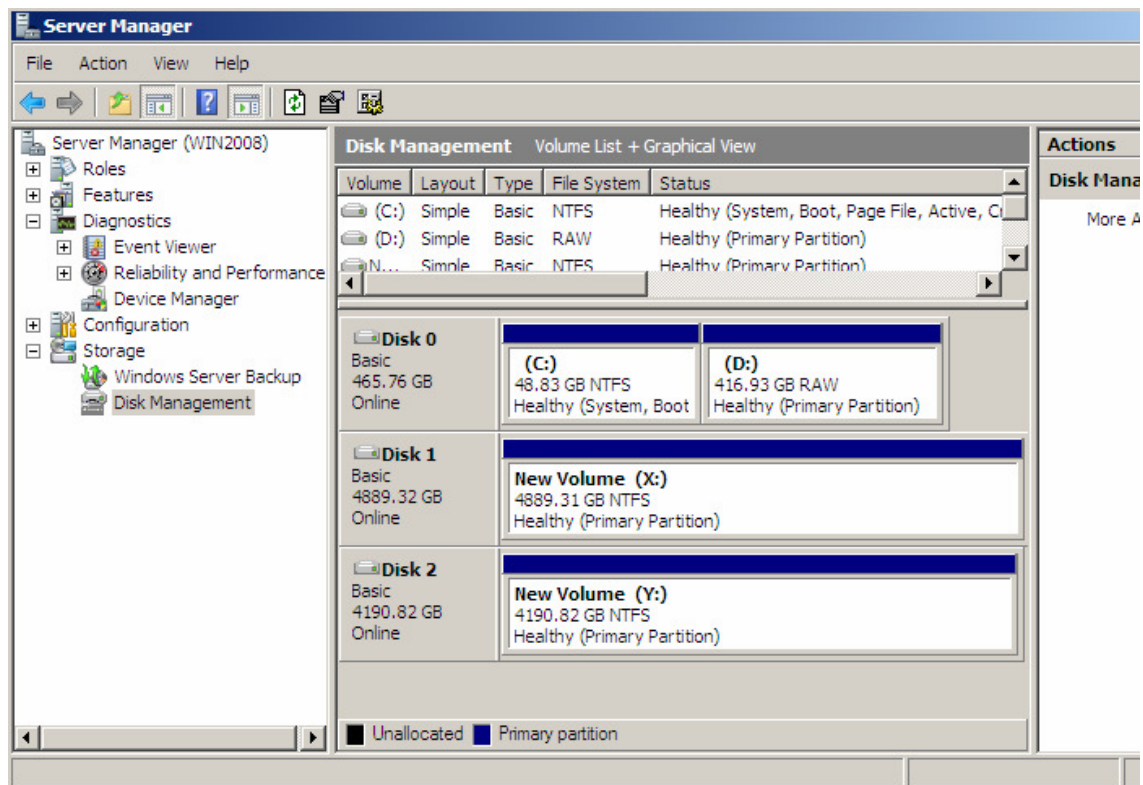 Server Manager
File Action View Help
Server Manager (WIN2008)
Roles
Features
Diagnostics
Event Viewer
Reliability and Performance
Device Manager
Configuration
Storage
Windows Server Backup
Disk Management
Disk Management Volume List + Graphical View
Volume Layout Type File System Status
(C:) Simple Basic NTFS Healthy (System, Boot, Page File, Active, Cr
(D:) Simple Basic RAW Healthy (Primary Partition)
N... Simple Basic NTFS Healthy (Primary Partition)
Disk 0
Basic
465.76 GB
Online
(C:)
48.83 GB NTFS
Healthy (System, Boot
(D:)
416.93 GB RAW
Healthy (Primary Partition)
Disk 1
Basic
4889.32 GB
Online
New Volume (X:)
4889.31 GB NTFS
Healthy (Primary Partition)
Disk 2
Basic
4190.82 GB
Online
New Volume (Y:)
4190.82 GB NTFS
Healthy (Primary Partition)
Unallocated Primary partition
Actions
Disk Mana
More A